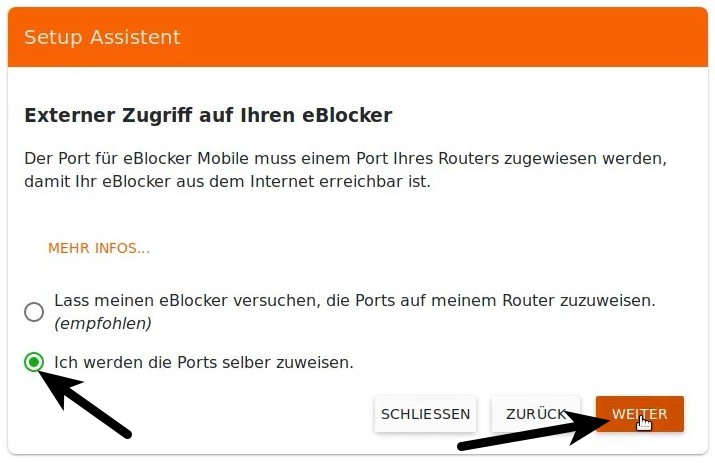 Setup Assistent
Externer Zugriff auf Ihren eBlocker
Der Port für eBlocker Mobile muss einem Port Ihres Routers zugewiesen werden,
damit Ihr eBlocker aus dem Internet erreichbar ist.
MEHR INFOS...
Lass meinen eBlocker versuchen, die Ports auf meinem Router zuzuweisen.
(empfohlen)
Ich werden die Ports selber zuweisen.
SCHLIESSEN ZURÜCK WEITER